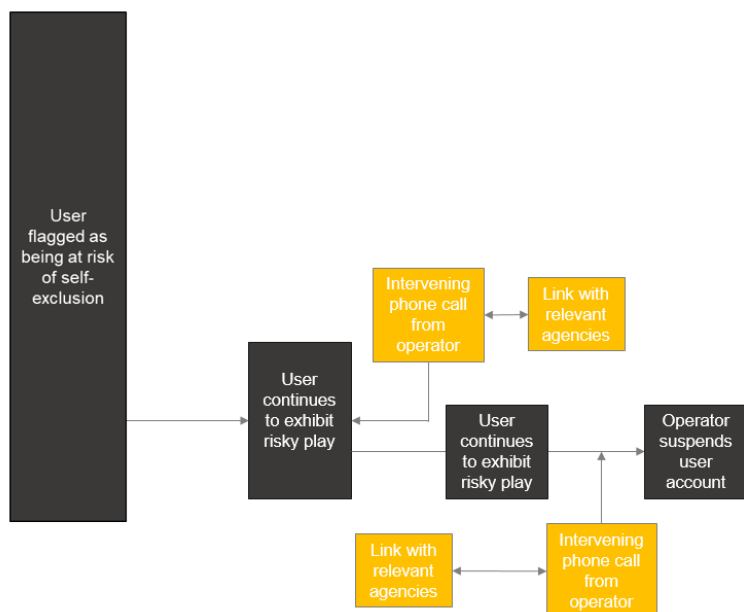 User
flagged as
being at risk
of self-
exclusion
Intervening
phone call
from
operator
Link with
relevant
agencies
User
continues
to exhibit
risky play
User
continues
to exhibit
risky play
Operator
suspends
user
account
Link with
relevant
agencies
Intervening
phone call
from
operator